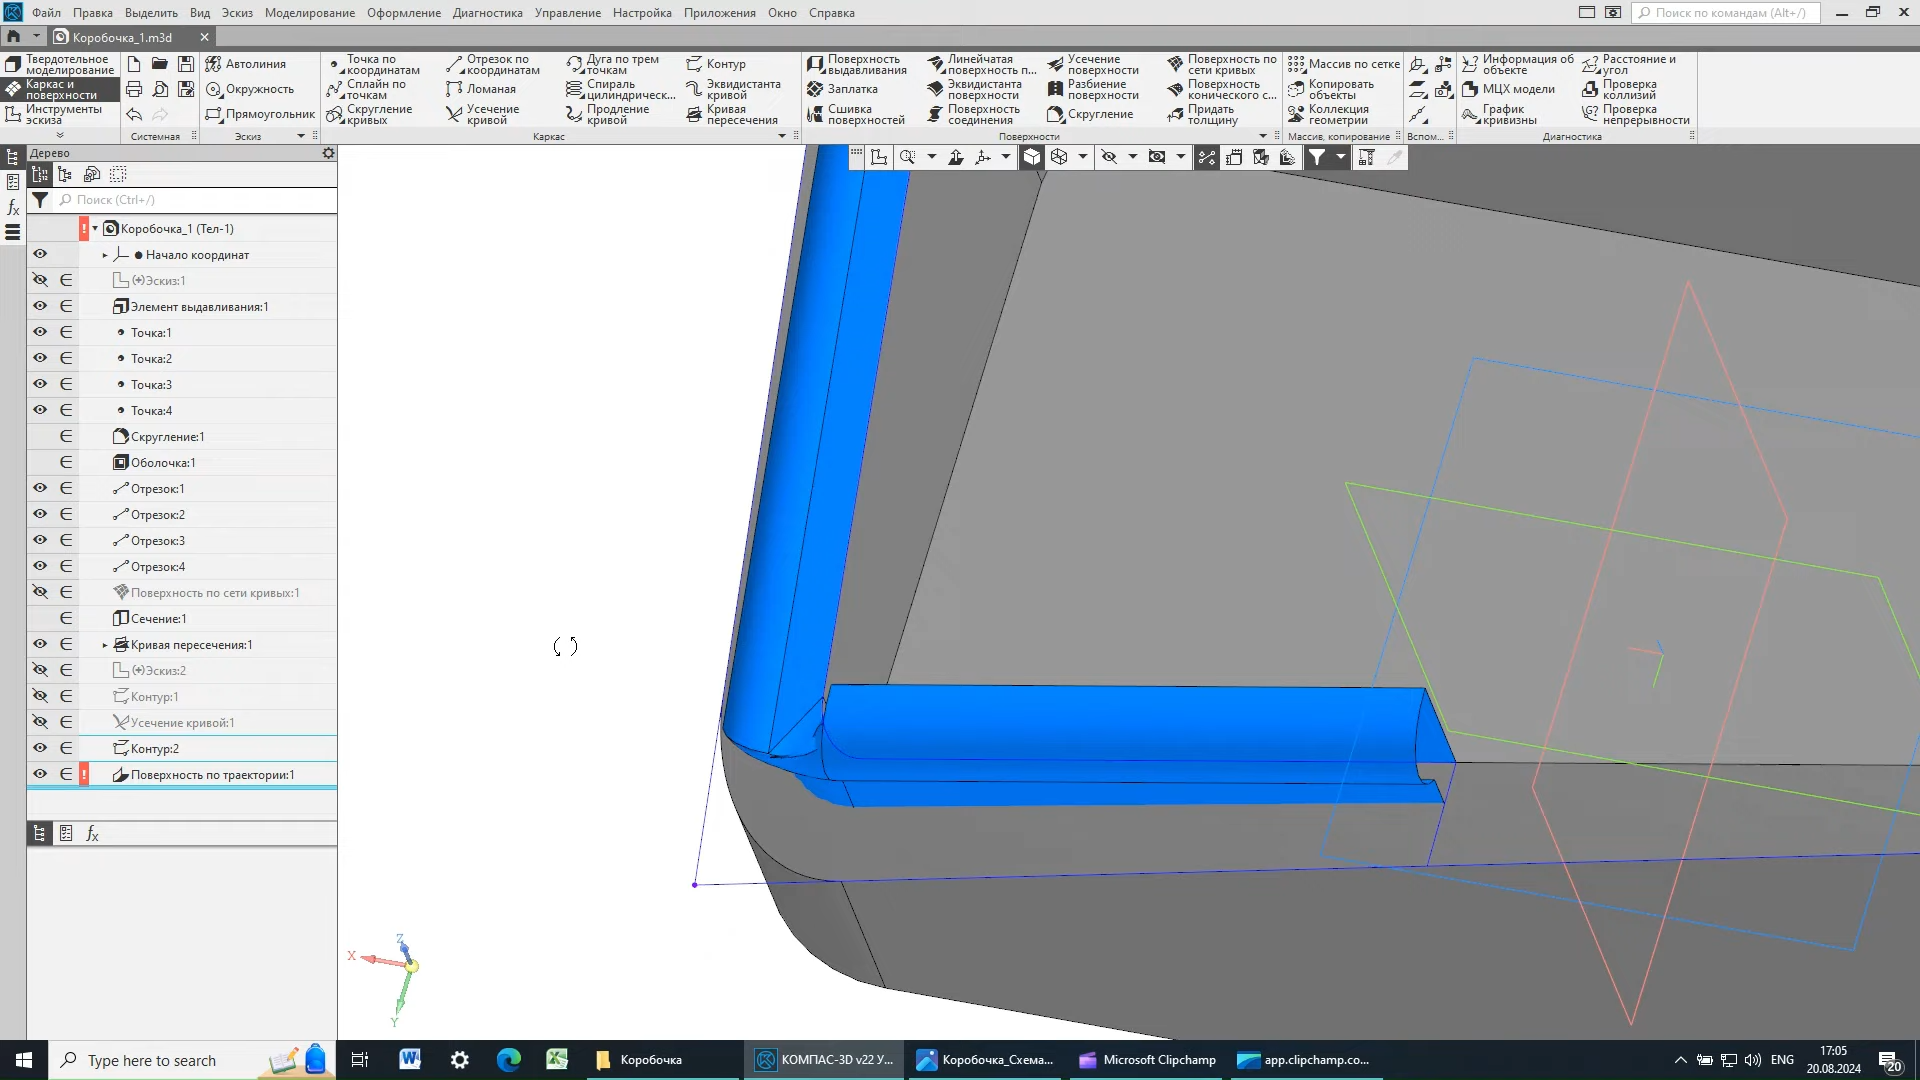 Файл Правка Выделить Вид Эскиз Моделирование Оформление Диагностика Управление Настройка Приложения Окно Справка
Поиск по командам (Alt+/)
Коробочка_1.m3d
Твердотельное моделирование
Каркас и поверхности
Инструменты эскиза
Системная
Автолиния
Окружность
Прямоугольник
Эскиз
Точка по координатам
Сплайн по точкам
Скругление кривых
Отрезок по координатам
Ломаная
Усечение кривой
Дуга по трем точкам
Спираль цилиндрическ...
Продление кривой
Контур
Эквидистанта кривой
Кривая пересечения
Каркас
Поверхность выдавливания
Заплатка
Сшивка поверхностей
Линейчатая поверхность п...
Эквидистанта поверхности
Поверхность соединения
Усечение поверхности
Разбиение поверхности
Скругление
Поверхность по сети кривых
Поверхность конического с...
Придать толщину
Поверхности
Массив по сетке
Копировать объекты
Коллекция геометрии
Массив, копирование
Вспом...
Информация об объекте
МЦХ модели
График кривизны
Расстояние и угол
Проверка коллизий
Проверка непрерывности
Диагностика
Дерево
Поиск (Ctrl+/)
Коробочка_1 (Тел-1)
Начало координат
(+)Эскиз:1
Элемент выдавливания:1
Точка:1
Точка:2
Точка:3
Точка:4
Скругление:1
Оболочка:1
Отрезок:1
Отрезок:2
Отрезок:3
Отрезок:4
Поверхность по сети кривых:1
Сечение:1
Кривая пересечения:1
(+)Эскиз:2
Контур:1
Усечение кривой:1
Контур:2
Поверхность по траектории:1
fx
Z
X
Y
Type here to search
Коробочка
КОМПАС-3D v22 У...
Коробочка_Схема...
Microsoft Clipchamp
app.clipchamp.co...
ENG
17:05
20.08.2024
20